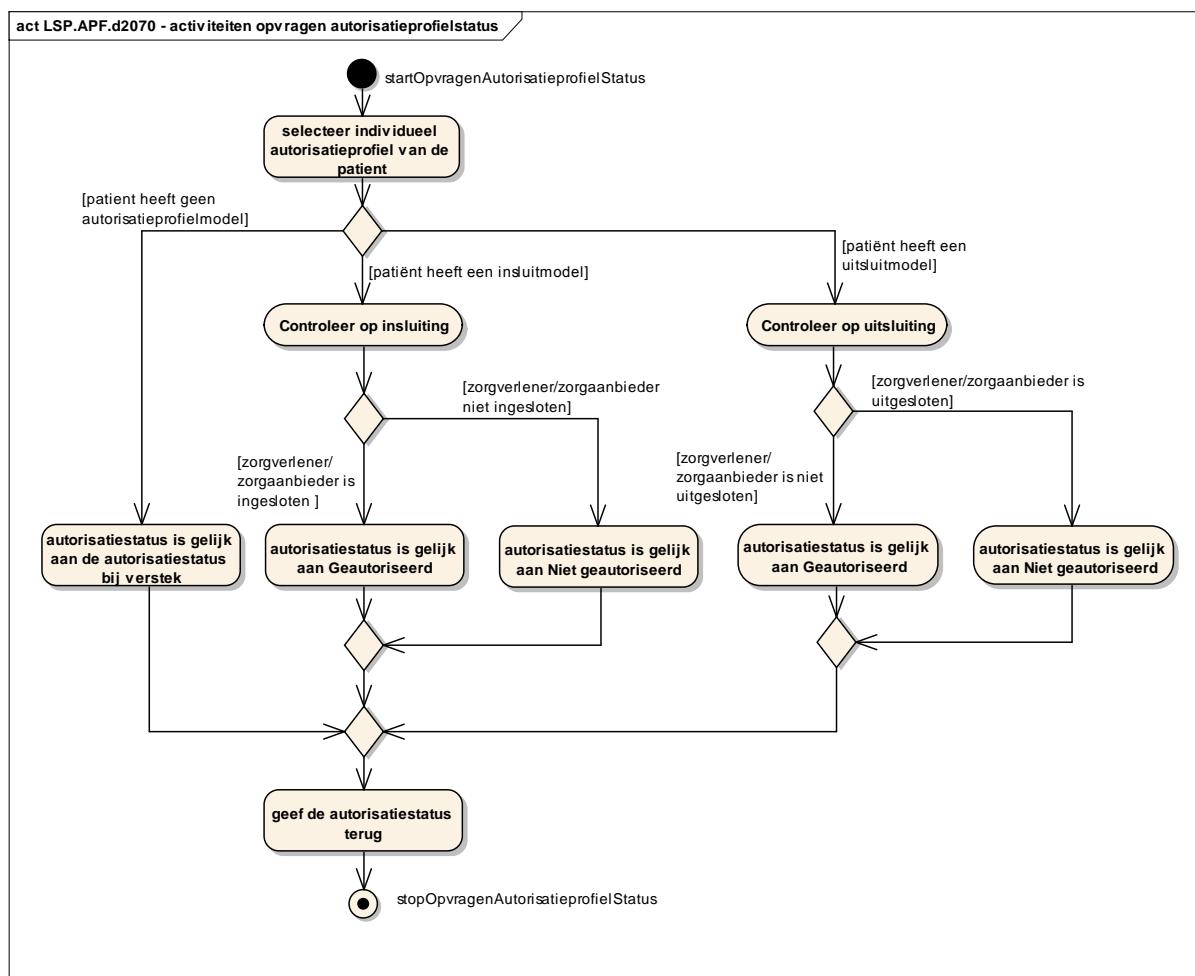 act LSP.APF.d2070 - activiteiten opvragen autorisatieprofielstatus
startOpvragenAutorisatieprofielStatus
selecteer individueel
autorisatieprofiel van de
patient
[patient heeft geen
autorisatieprofielmodel]
[patiënt heeft een insluitmodel]
[patiënt heeft een
uitsluitmodel]
Controleer op insluiting
Controleer op uitsluiting
[zorgverlener/zorgaanbieder
niet ingesloten]
[zorgverlener/zorgaanbieder is
uitgesloten]
[zorgverlener/
zorgaanbieder is
ingesloten ]
[zorgverlener/
zorgaanbieder is niet
uitgesloten]
autorisatiestatus is gelijk
aan de autorisatiestatus
bij verstek
autorisatiestatus is gelijk
aan Geautoriseerd
autorisatiestatus is gelijk
aan Niet geautoriseerd
autorisatiestatus is gelijk
aan Geautoriseerd
autorisatiestatus is gelijk
aan Niet geautoriseerd
geef de autorisatiestatus
terug
stopOpvragenAutorisatieprofielStatus